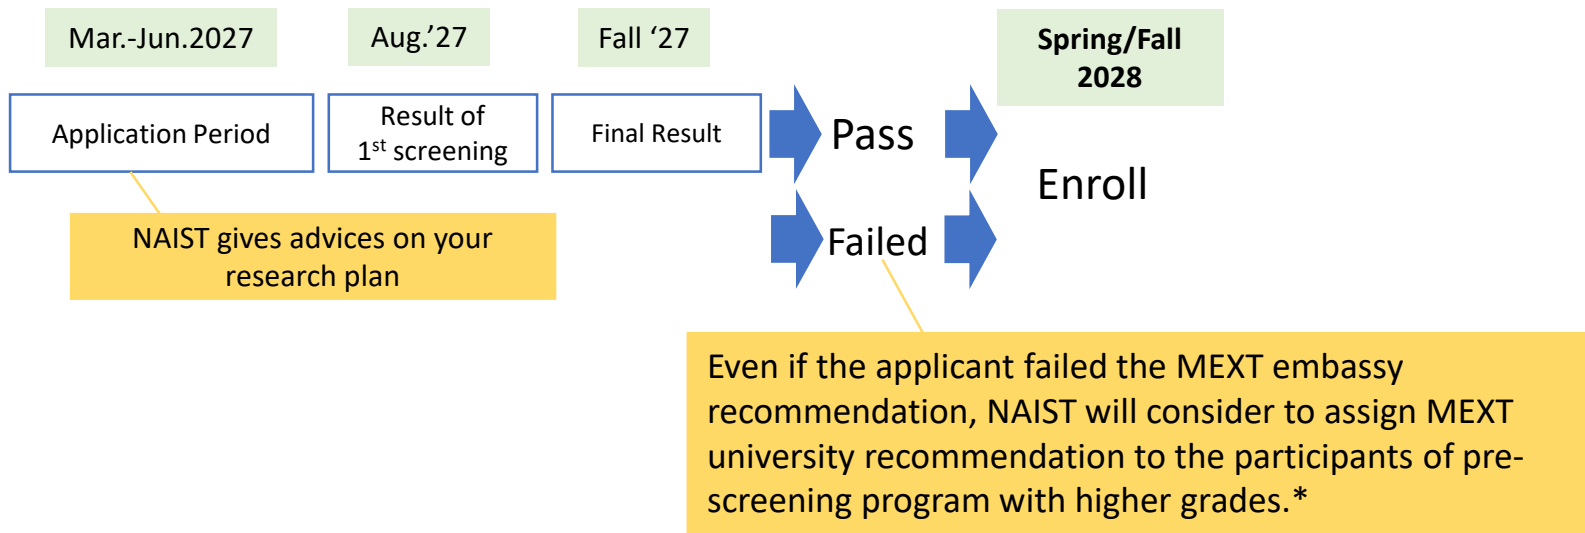 Mar.-Jun.2027
Aug.'27
Fall ‘27
Spring/Fall
2028
Application Period
Result of
1st screening
Final Result
Pass
Enroll
Failed
NAIST gives advices on your
research plan
Even if the applicant failed the MEXT embassy
recommendation, NAIST will consider to assign MEXT
university recommendation to the participants of pre-
screening program with higher grades.*